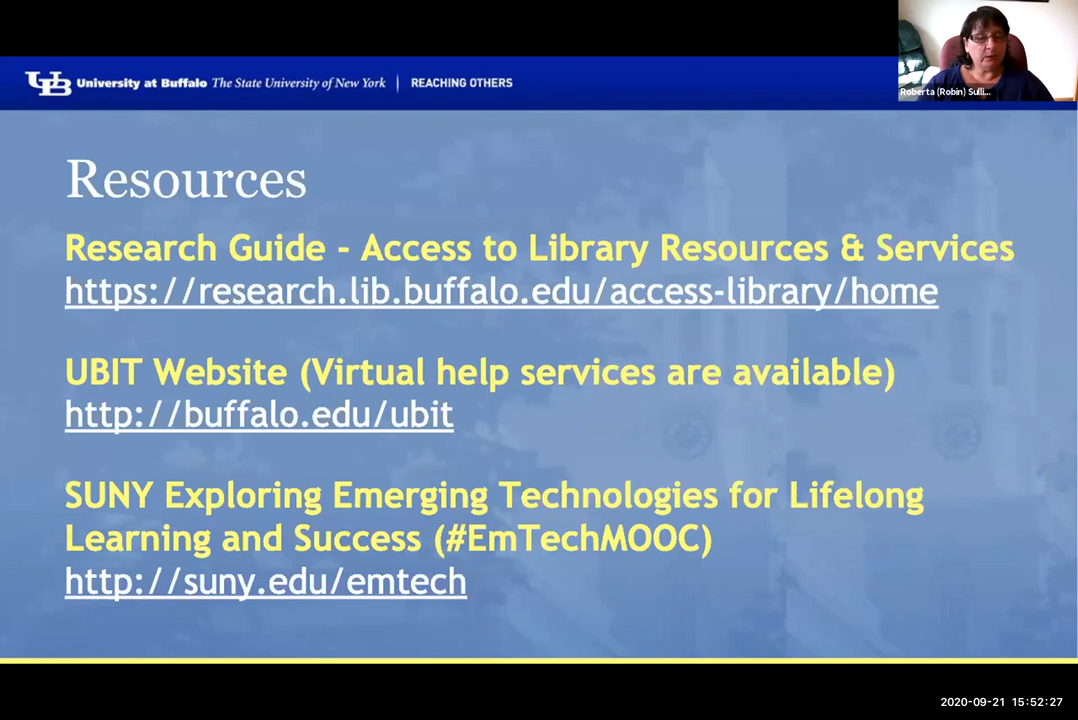 University at Buffalo The State University of New York | REACHING OTHERS
Roberta (Robin) Sulli...
Resources
Research Guide - Access to Library Resources & Services
https://research.lib.buffalo.edu/access-library/home
UBIT Website (Virtual help services are available)
http://buffalo.edu/ubit
SUNY Exploring Emerging Technologies for Lifelong
Learning and Success (#EmTechMOOC)
http://suny.edu/emtech
2020-09-21 15:52:27